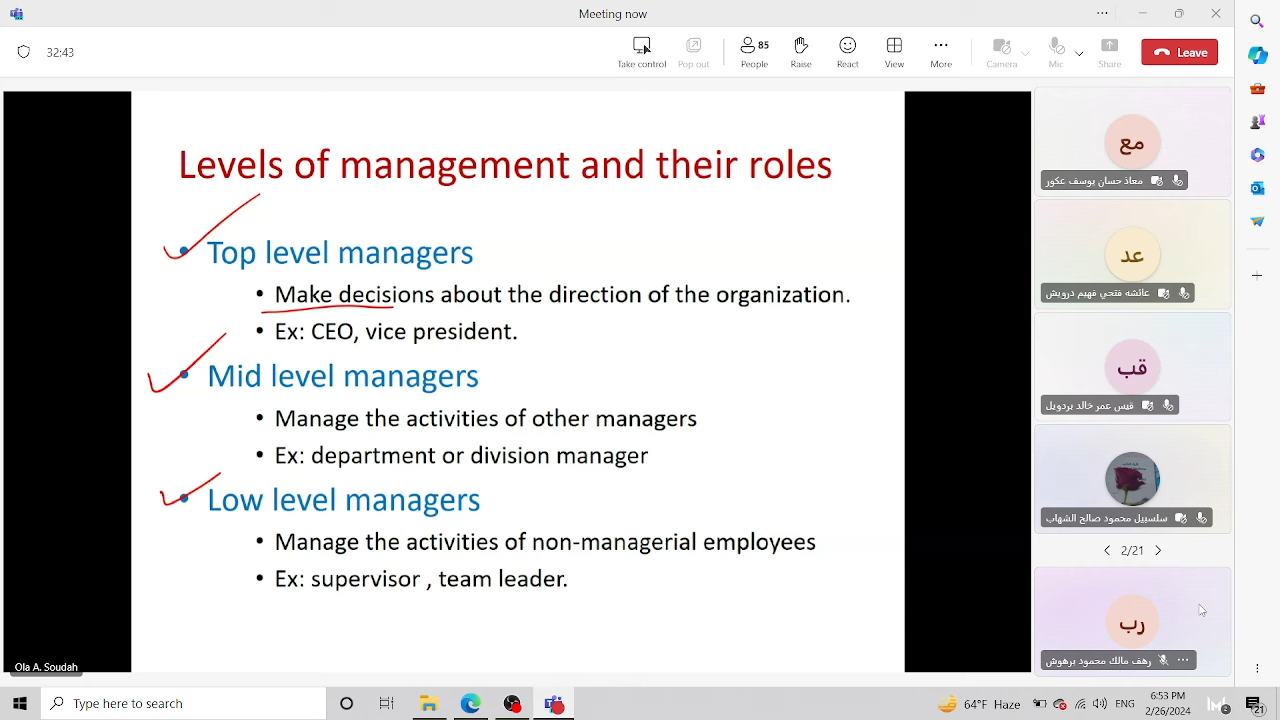 Meeting now
32:43
Take control
Pop out
85
People
Raise
React
View
More
Camera
Mic
Share
Leave
Levels of management and their roles
• Top level managers
• Make decisions about the direction of the organization.
• Ex: CEO, vice president.
• Mid level managers
• Manage the activities of other managers
• Ex: department or division manager
• Low level managers
• Manage the activities of non-managerial employees
• Ex: supervisor , team leader.
Ola A. Soudah
مع
معاذ حسان يوسف عكور
عد
عائشه فتحي فهيم درويش
قب
قيس عمر خالد بردويل
سلسبيل محمود صالح الشهاب
2/21
رب
رهف مالك محمود برهوش
Type here to search
64°F Haze
ENG
6:53 PM
2/26/2024
21